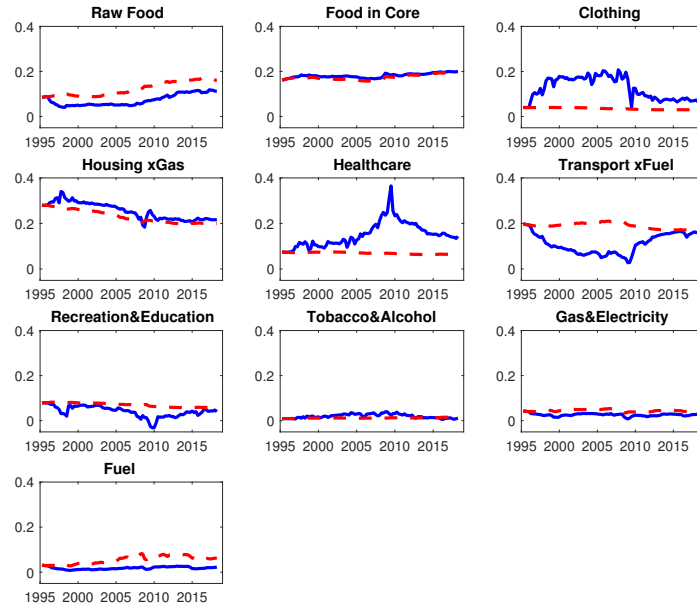 Raw Food
0.4
0.2
0
1995 2000 2005 2010 2015
Food in Core
0.4
0.2
0
1995 2000 2005 2010 2015
Clothing
0.4
0.2
0
1995 2000 2005 2010 2015
Housing xGas
0.4
0.2
0
1995 2000 2005 2010 2015
Healthcare
0.4
0.2
0
1995 2000 2005 2010 2015
Transport xFuel
0.4
0.2
0
1995 2000 2005 2010 2015
Recreation&Education
0.4
0.2
0
1995 2000 2005 2010 2015
Tobacco&Alcohol
0.4
0.2
0
1995 2000 2005 2010 2015
Gas&Electricity
0.4
0.2
0
1995 2000 2005 2010 2015
Fuel
0.4
0.2
0
1995 2000 2005 2010 2015